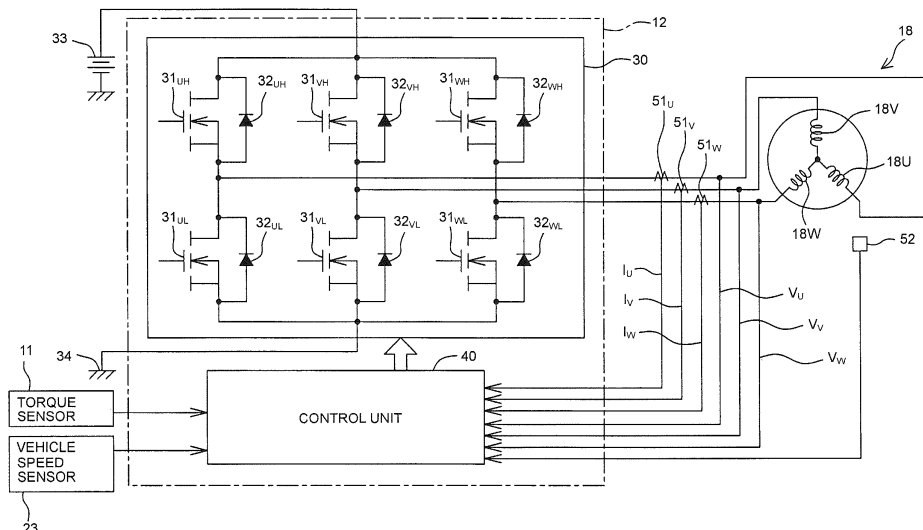 12
18
33
30
31UH
32UH
31VH
32VH
31WH
32WH
51U
51V
51W
18V
18U
18W
31UL
32UL
31VL
32VL
31WL
32WL
52
IU
VU
IV
VV
IW
VW
34
40
11
TORQUE
SENSOR
CONTROL UNIT
VEHICLE
SPEED
SENSOR
23